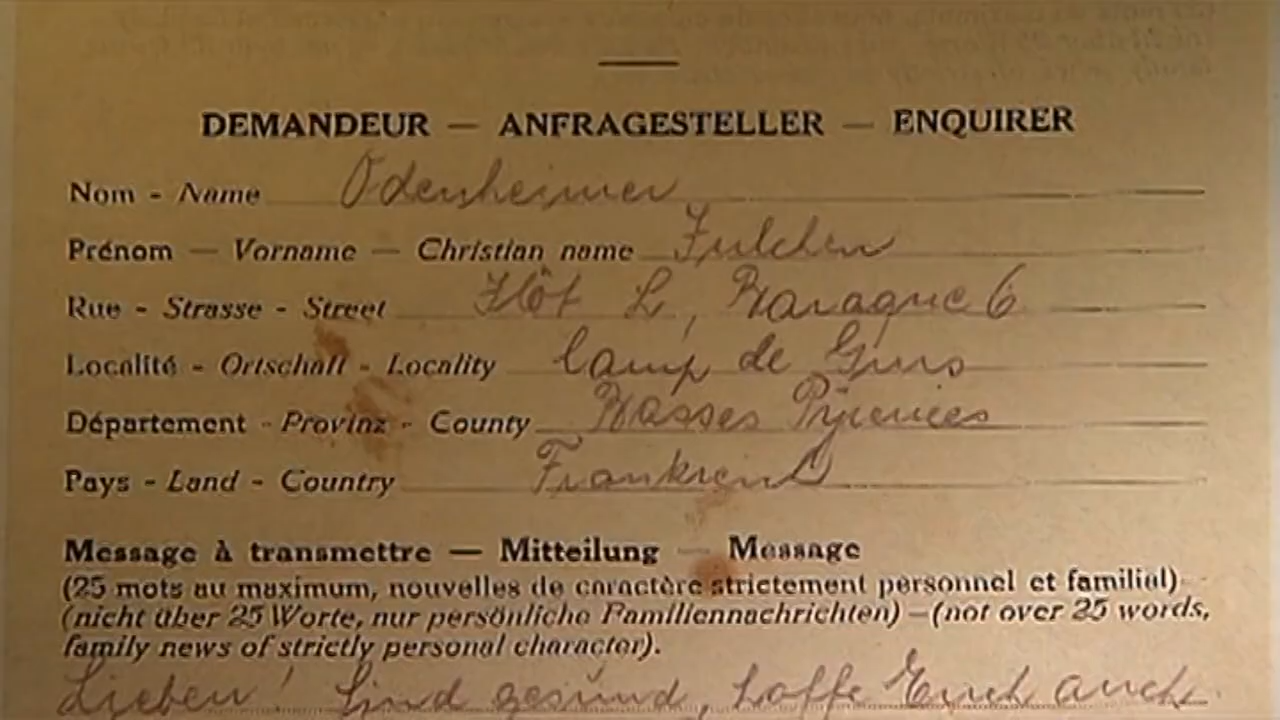 DEMANDEUR — ANFRAGESTELLER — ENQUIRER
Nom - Name Odenheimer
Prénom — Vorname — Christian name Julchen
Rue - Strasse - Street Ilôt L, Baraque 6
Localité - Ortschaft - Locality Camp de Gurs
Département - Provinz - County Basses Pyrenées
Pays - Land - Country Frankreich
Message à transmettre — Mitteilung — Message
(25 mots au maximum, nouvelles de caractère strictement personnel et familial)
(nicht über 25 Worte, nur persönliche Familiennachrichten) — (not over 25 words,
family news of strictly personal character).
Lieben! Sind gesund, hoffe Euch auch